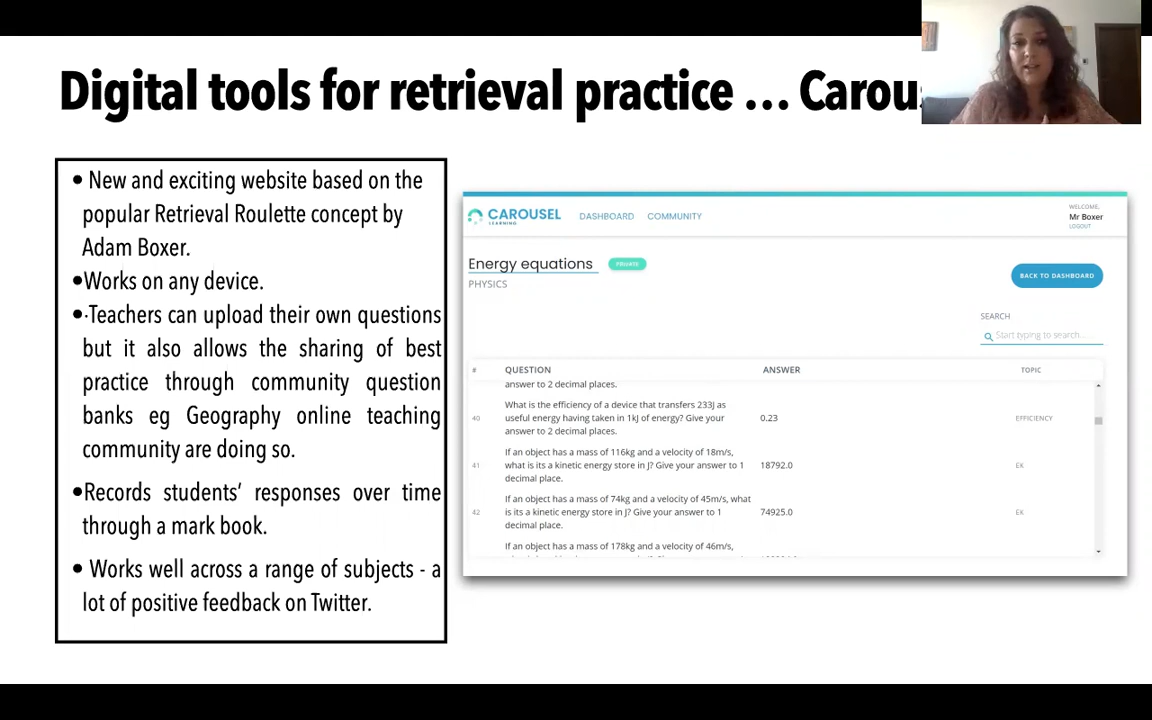 Digital tools for retrieval practice ... Carous
• New and exciting website based on the
popular Retrieval Roulette concept by
Adam Boxer.
•Works on any device.
•·Teachers can upload their own questions
but it also allows the sharing of best
practice through community question
banks eg Geography online teaching
community are doing so.
•Records students’ responses over time
through a mark book.
• Works well across a range of subjects - a
lot of positive feedback on Twitter.
CAROUSEL
LEARNING
DASHBOARD COMMUNITY
WELCOME,
Mr Boxer
LOGOUT
Energy equations
PRIVATE
PHYSICS
BACK TO DASHBOARD
SEARCH
Start typing to search...
# QUESTION ANSWER TOPIC
answer to 2 decimal places.
40 What is the efficiency of a device that transfers 233J as
useful energy having taken in 1kJ of energy? Give your
answer to 2 decimal places.
0.23 EFFICIENCY
41 If an object has a mass of 116kg and a velocity of 18m/s,
what is its a kinetic energy store in J? Give your answer to 1
decimal place.
18792.0 EK
42 If an object has a mass of 74kg and a velocity of 45m/s, what
is its a kinetic energy store in J? Give your answer to 1
decimal place.
74925.0 EK
If an object has a mass of 178kg and a velocity of 46m/s,